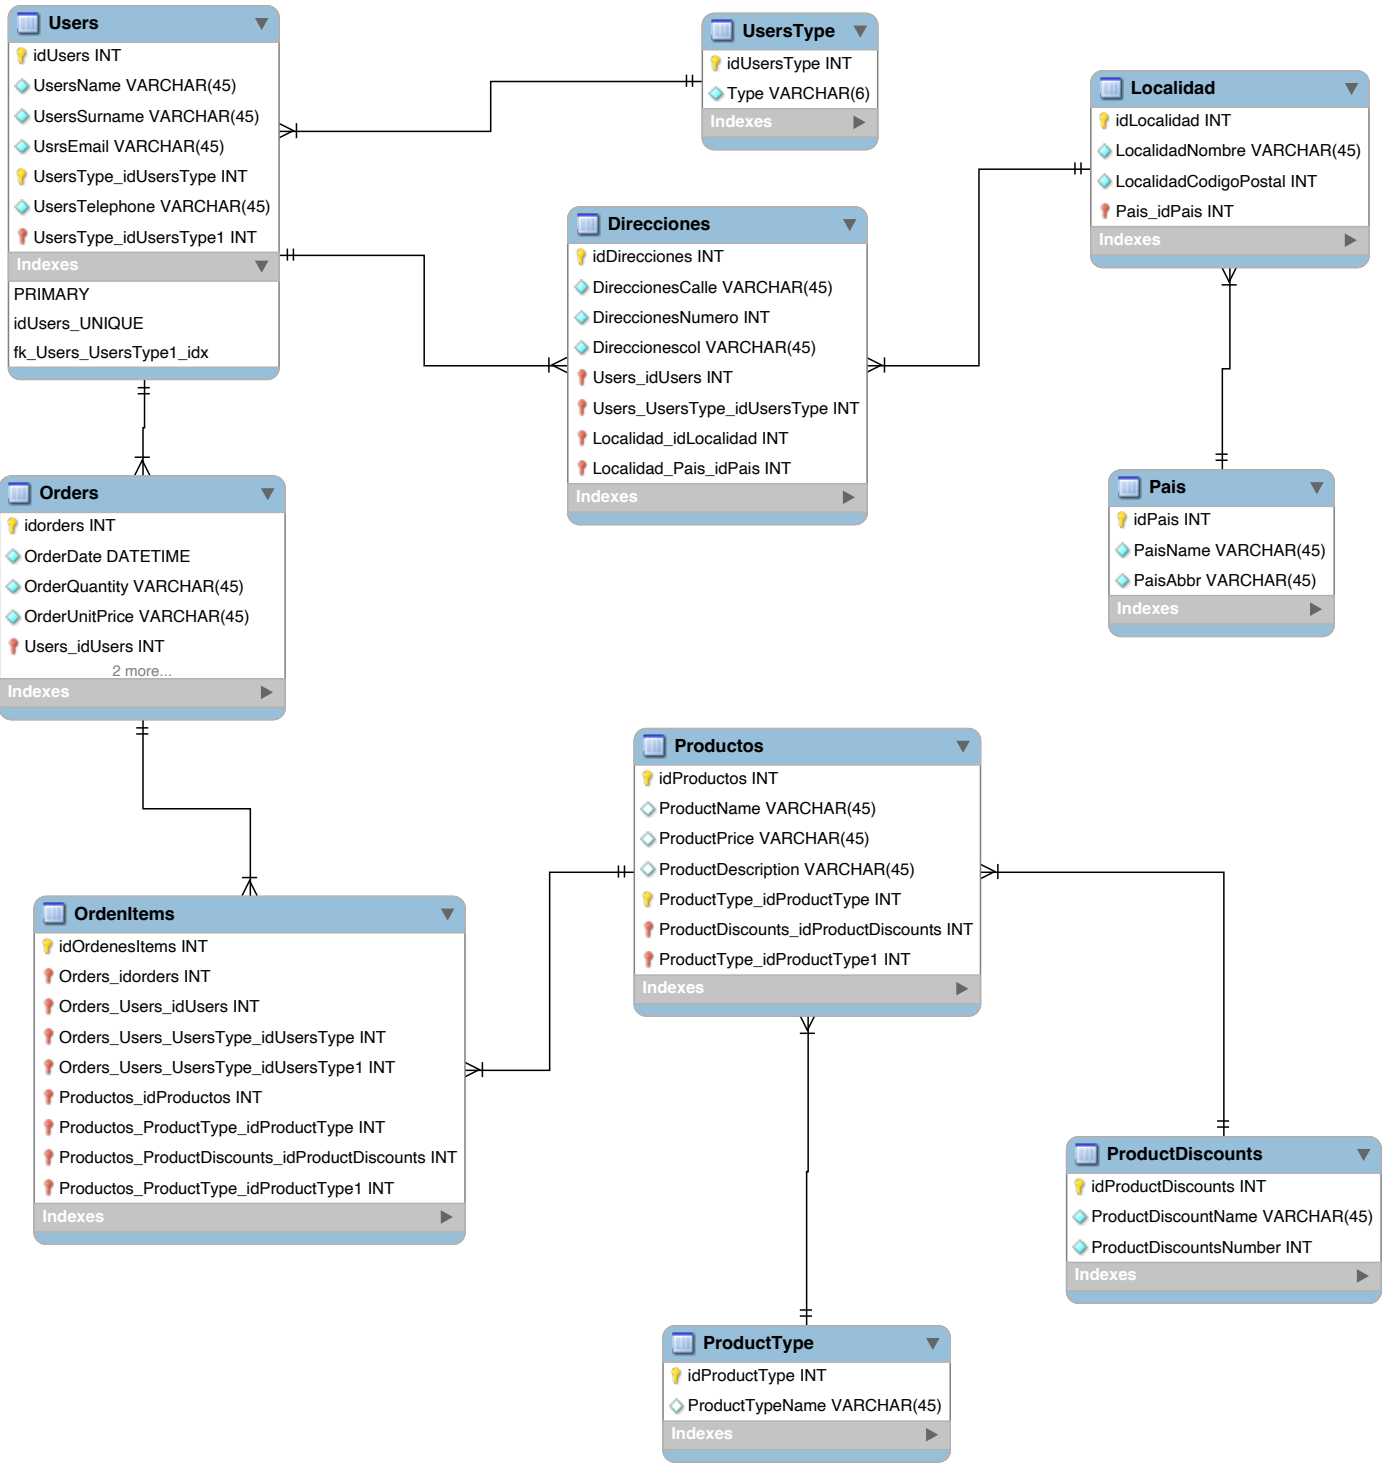 Users
idUsers INT
UsersName VARCHAR(45)
UsersSurname VARCHAR(45)
UsrsEmail VARCHAR(45)
UsersType_idUsersType INT
UsersTelephone VARCHAR(45)
UsersType_idUsersType1 INT
Indexes
PRIMARY
idUsers_UNIQUE
fk_Users_UsersType1_idx
UsersType
idUsersType INT
Type VARCHAR(6)
Indexes
Localidad
idLocalidad INT
LocalidadNombre VARCHAR(45)
LocalidadCodigoPostal INT
Pais_idPais INT
Indexes
Direcciones
idDirecciones INT
DireccionesCalle VARCHAR(45)
DireccionesNumero INT
Direccionescol VARCHAR(45)
Users_idUsers INT
Users_UsersType_idUsersType INT
Localidad_idLocalidad INT
Localidad_Pais_idPais INT
Indexes
Pais
idPais INT
PaisName VARCHAR(45)
PaisAbbr VARCHAR(45)
Indexes
Orders
idorders INT
OrderDate DATETIME
OrderQuantity VARCHAR(45)
OrderUnitPrice VARCHAR(45)
Users_idUsers INT
2 more...
Indexes
Productos
idProductos INT
ProductName VARCHAR(45)
ProductPrice VARCHAR(45)
ProductDescription VARCHAR(45)
ProductType_idProductType INT
ProductDiscounts_idProductDiscounts INT
ProductType_idProductType1 INT
Indexes
OrdenItems
idOrdenesItems INT
Orders_idorders INT
Orders_Users_idUsers INT
Orders_Users_UsersType_idUsersType INT
Orders_Users_UsersType_idUsersType1 INT
Productos_idProductos INT
Productos_ProductType_idProductType INT
Productos_ProductDiscounts_idProductDiscounts INT
Productos_ProductType_idProductType1 INT
Indexes
ProductDiscounts
idProductDiscounts INT
ProductDiscountName VARCHAR(45)
ProductDiscountsNumber INT
Indexes
ProductType
idProductType INT
ProductTypeName VARCHAR(45)
Indexes